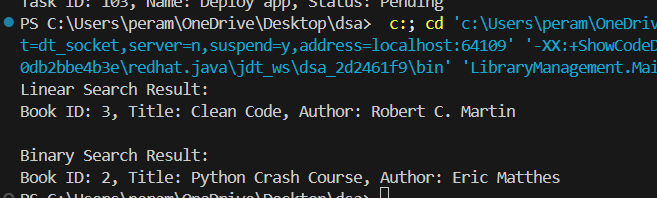 Task ID: 103, Name: Deploy app, Status: Pending
PS C:\Users\peram\OneDrive\Desktop\dsa>  c:; cd 'c:\Users\peram\OneDriv
t=dt_socket,server=n,suspend=y,address=localhost:64109' '-XX:+ShowCodeD
0db2bbe4b3e\redhat.java\jdt_ws\dsa_2d2461f9\bin' 'LibraryManagement.Mai
Linear Search Result:
Book ID: 3, Title: Clean Code, Author: Robert C. Martin
Binary Search Result:
Book ID: 2, Title: Python Crash Course, Author: Eric Matthes
PS C:\Users\peram\OneDrive\Desktop\dsa>